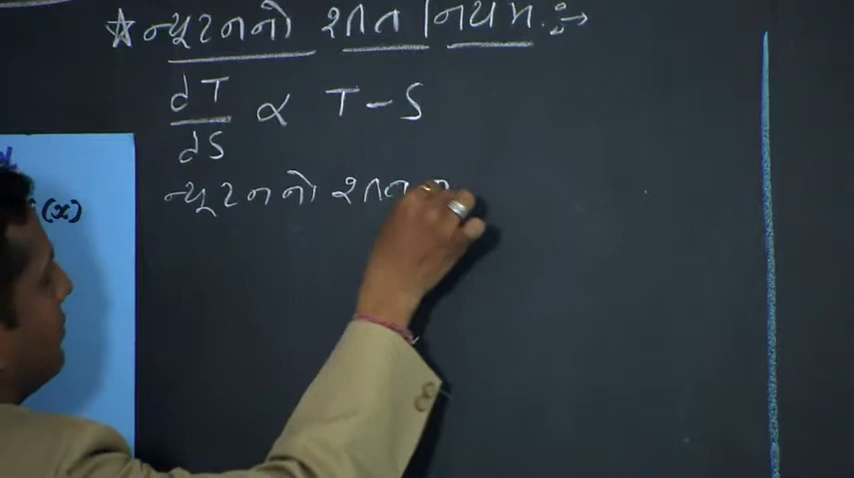 ☆ ન્યૂટનનો શીત નિયમ :→
dT/dS ∝ T - S
ન્યૂટનનો શીત
(x)